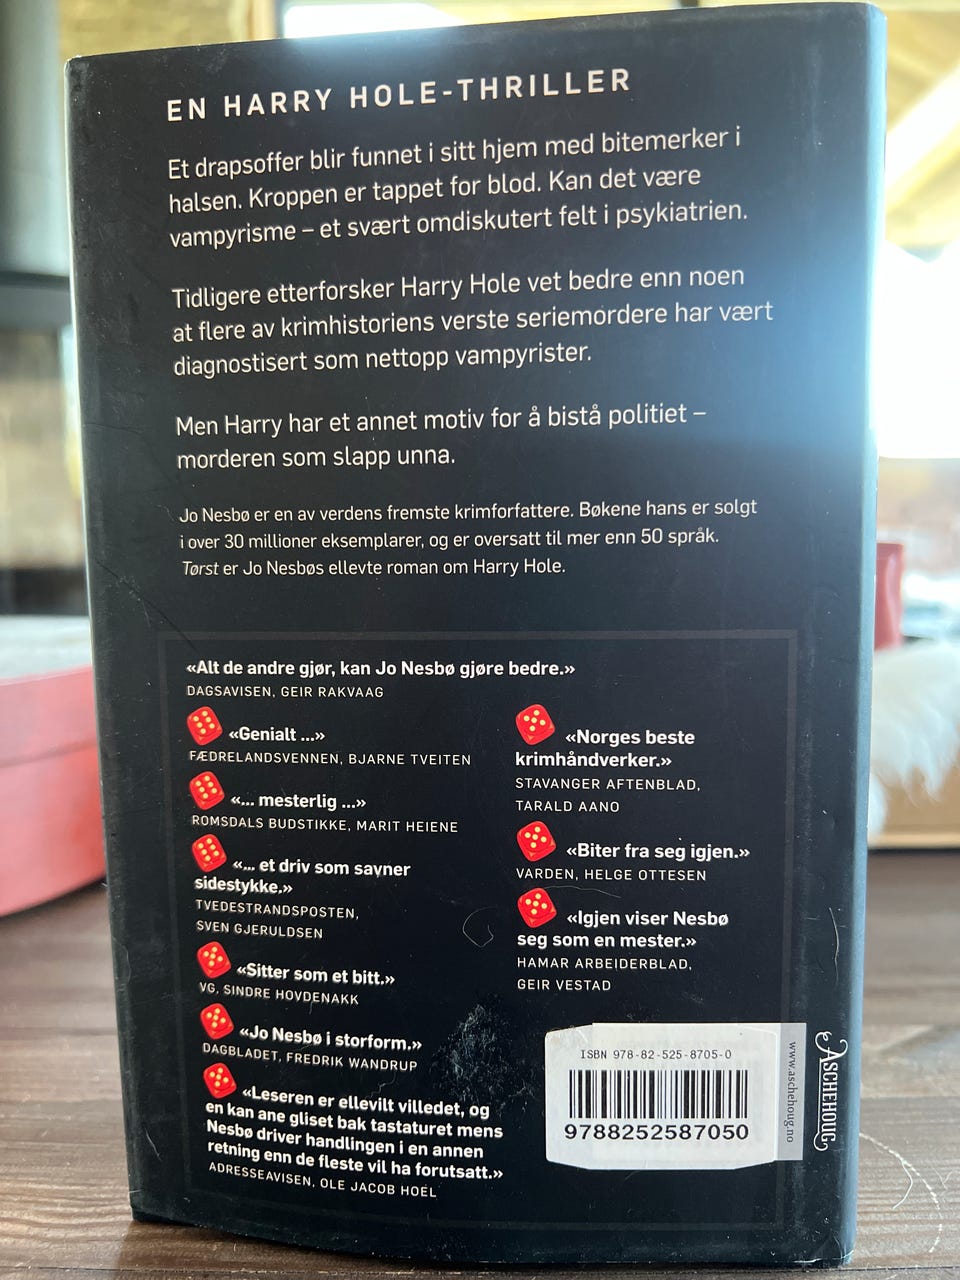 EN HARRY HOLE-THRILLER
Et drapsoffer blir funnet i sitt hjem med bitemerker i
halsen. Kroppen er tappet for blod. Kan det være
vampyrisme – et svært omdiskutert felt i psykiatrien.
Tidligere etterforsker Harry Hole vet bedre enn noen
at flere av krimhistoriens verste seriemordere har vært
diagnostisert som nettopp vampyrister.
Men Harry har et annet motiv for å bistå politiet –
morderen som slapp unna.
Jo Nesbø er en av verdens fremste krimforfattere. Bøkene hans er solgt
i over 30 millioner eksemplarer, og er oversatt til mer enn 50 språk.
Tørst er Jo Nesbøs ellevte roman om Harry Hole.
«Alt de andre gjør, kan Jo Nesbø gjøre bedre.»
DAGSAVISEN, GEIR RAKVAAG
«Genialt ...»
FÆDRELANDSVENNEN, BJARNE TVEITEN
«... mesterlig ...»
ROMSDALS BUDSTIKKE, MARIT HEIENE
«... et driv som savner
sidestykke.»
TVEDESTRANDSPOSTEN,
SVEN GJERULDSEN
«Sitter som et bitt.»
VG, SINDRE HOVDENAKK
«Jo Nesbø i storform.»
DAGBLADET, FREDRIK WANDRUP
«Leseren er ellevilt villedet, og
en kan ane gliset bak tastaturet mens
Nesbø driver handlingen i en annen
retning enn de fleste vil ha forutsatt.»
ADRESSEAVISEN, OLE JACOB HOEL
«Norges beste
krimhåndverker.»
STAVANGER AFTENBLAD,
TARALD AANO
«Biter fra seg igjen.»
VARDEN, HELGE OTTESEN
«Igjen viser Nesbø
seg som en mester.»
HAMAR ARBEIDERBLAD,
GEIR VESTAD
ISBN 978-82-525-8705-0
9788252587050
www.aschehoug.no
ASCHEHOUG